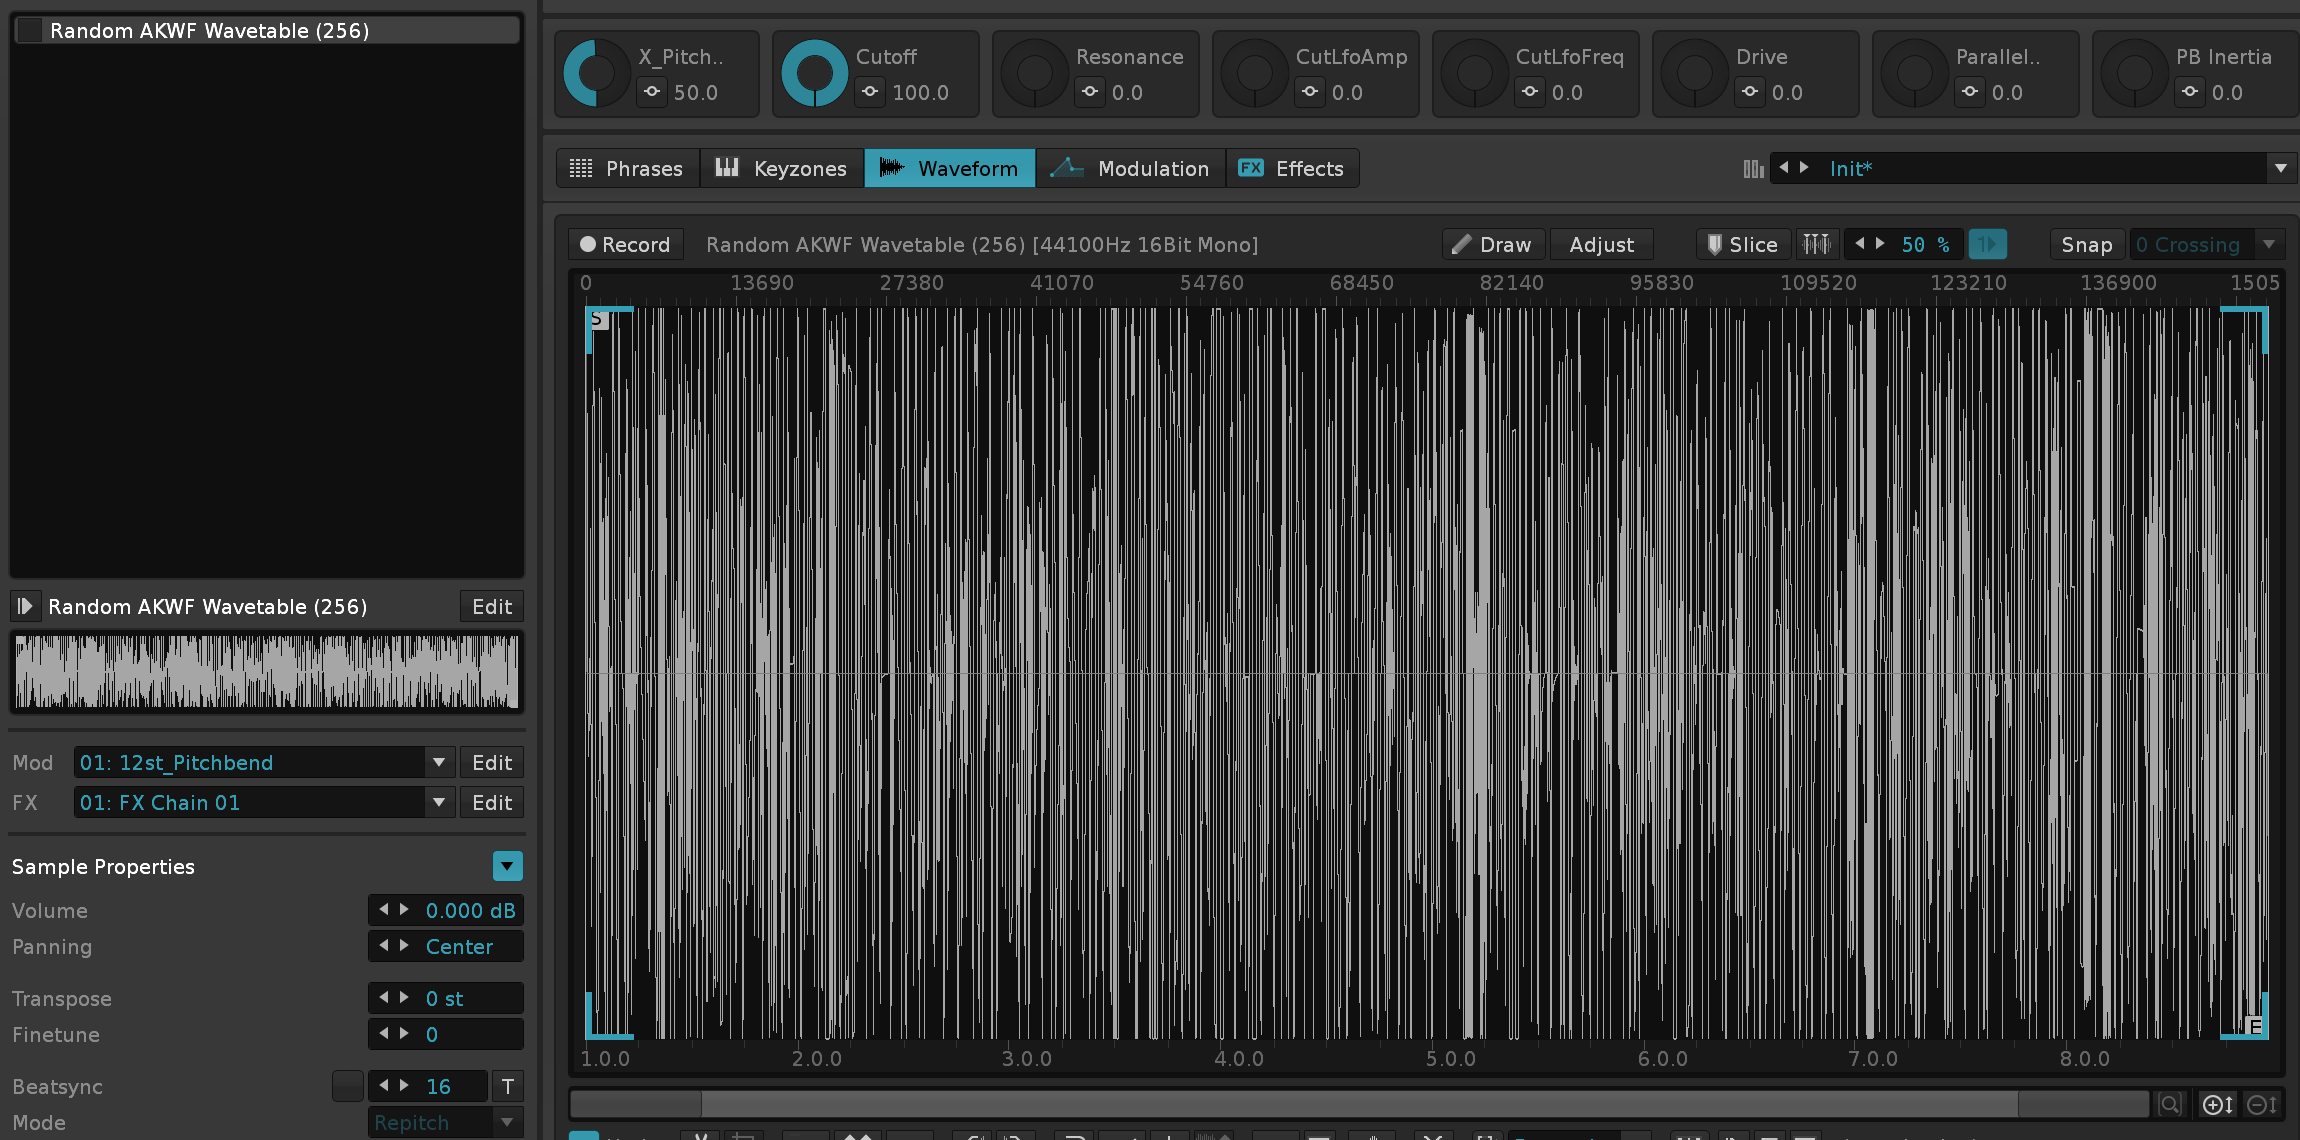 Random AKWF Wavetable (256)
X_Pitch.. 50.0
Cutoff 100.0
Resonance 0.0
CutLfoAmp 0.0
CutLfoFreq 0.0
Drive 0.0
Parallel.. 0.0
PB Inertia 0.0
Phrases Keyzones Waveform Modulation FX Effects Init*
Record Random AKWF Wavetable (256) [44100Hz 16Bit Mono] Draw Adjust Slice 50 % Snap 0 Crossing
0 13690 27380 41070 54760 68450 82140 95830 109520 123210 136900 1505
S
E
1.0.0 2.0.0 3.0.0 4.0.0 5.0.0 6.0.0 7.0.0 8.0.0
Random AKWF Wavetable (256) Edit
Mod 01: 12st_Pitchbend Edit
FX 01: FX Chain 01 Edit
Sample Properties
Volume 0.000 dB
Panning Center
Transpose 0 st
Finetune 0
Beatsync 16 T
Mode Repitch